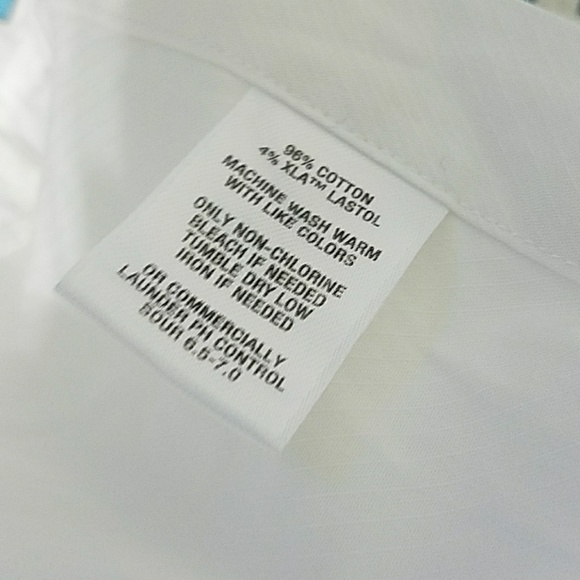 96% COTTON
4% XLA™ LASTOL
MACHINE WASH WARM
WITH LIKE COLORS
ONLY NON-CHLORINE
BLEACH IF NEEDED
TUMBLE DRY LOW
IRON IF NEEDED
OR COMMERCIALLY
LAUNDER PH CONTROL
SOUR 6.5-7.0